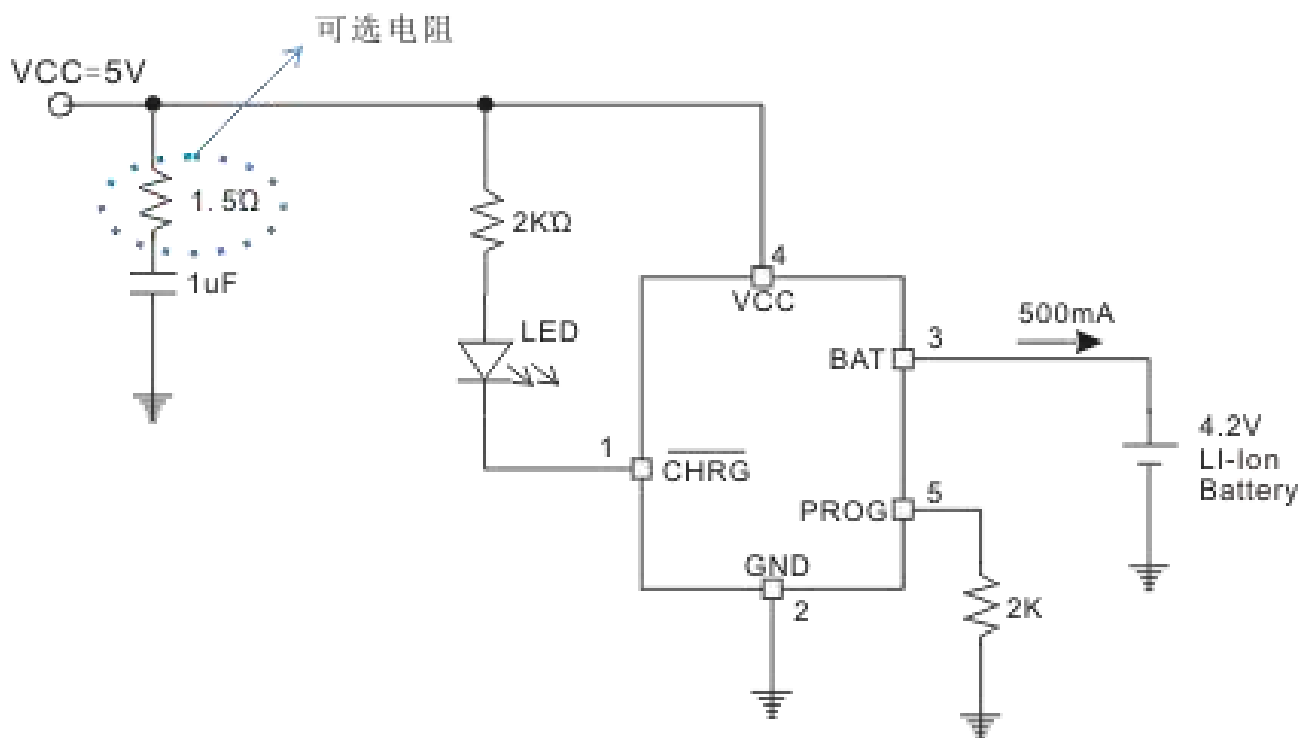 可选电阻
VCC=5V
1.5Ω
1uF
2KΩ
LED
4
VCC
500mA
3
BAT
1
CHRG
4.2V
LI-Ion
Battery
5
PROG
GND
2
2K